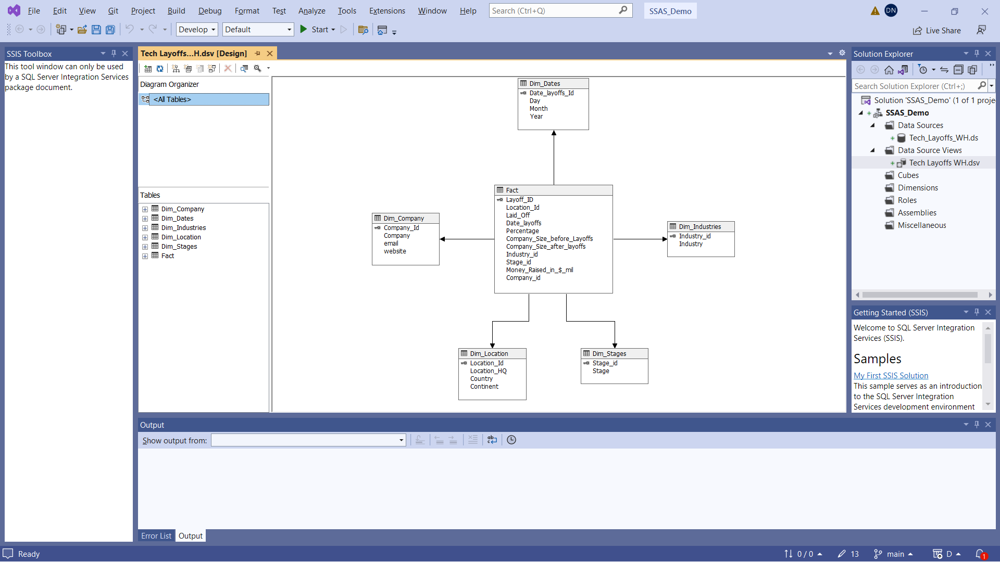 File Edit View Git Project Build Debug Format Test Analyze Tools Extensions Window Help Search (Ctrl+Q) SSAS_Demo DN
Develop Default Start Live Share
SSIS Toolbox
This tool window can only be used
by a SQL Server Integration Services
package document.
Tech Layoffs...H.dsv [Design]
Diagram Organizer
<All Tables>
Tables
Dim_Company
Dim_Dates
Dim_Industries
Dim_Location
Dim_Stages
Fact
Dim_Dates
Date_layoffs_Id
Day
Month
Year
Fact
Layoff_ID
Location_Id
Laid_Off
Date_layoffs
Percentage
Company_Size_before_Layoffs
Company_Size_after_layoffs
Industry_id
Stage_id
Money_Raised_in_$_mil
Company_id
Dim_Company
Company_Id
Company
email
website
Dim_Industries
Industry_id
Industry
Dim_Location
Location_Id
Location_HQ
Country
Continent
Dim_Stages
Stage_id
Stage
Solution Explorer
Search Solution Explorer (Ctrl+;)
Solution 'SSAS_Demo' (1 of 1 proje
SSAS_Demo
Data Sources
Tech_Layoffs_WH.ds
Data Source Views
Tech Layoffs WH.dsv
Cubes
Dimensions
Roles
Assemblies
Miscellaneous
Getting Started (SSIS)
Welcome to SQL Server Integration
Services (SSIS).
Samples
My First SSIS Solution
This sample serves as an introduction
to the SQL Server Integration
Services development environment
Output
Show output from:
Error List Output
Ready 0 / 0 13 main D 1